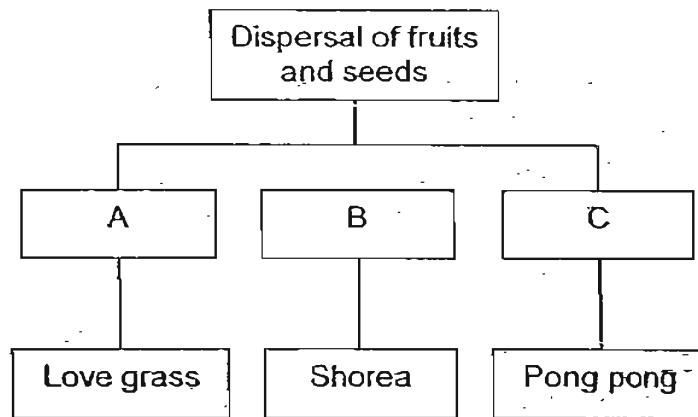 Dispersal of fruits
and seeds
A
B
C
Love grass
Shorea
Pong pong